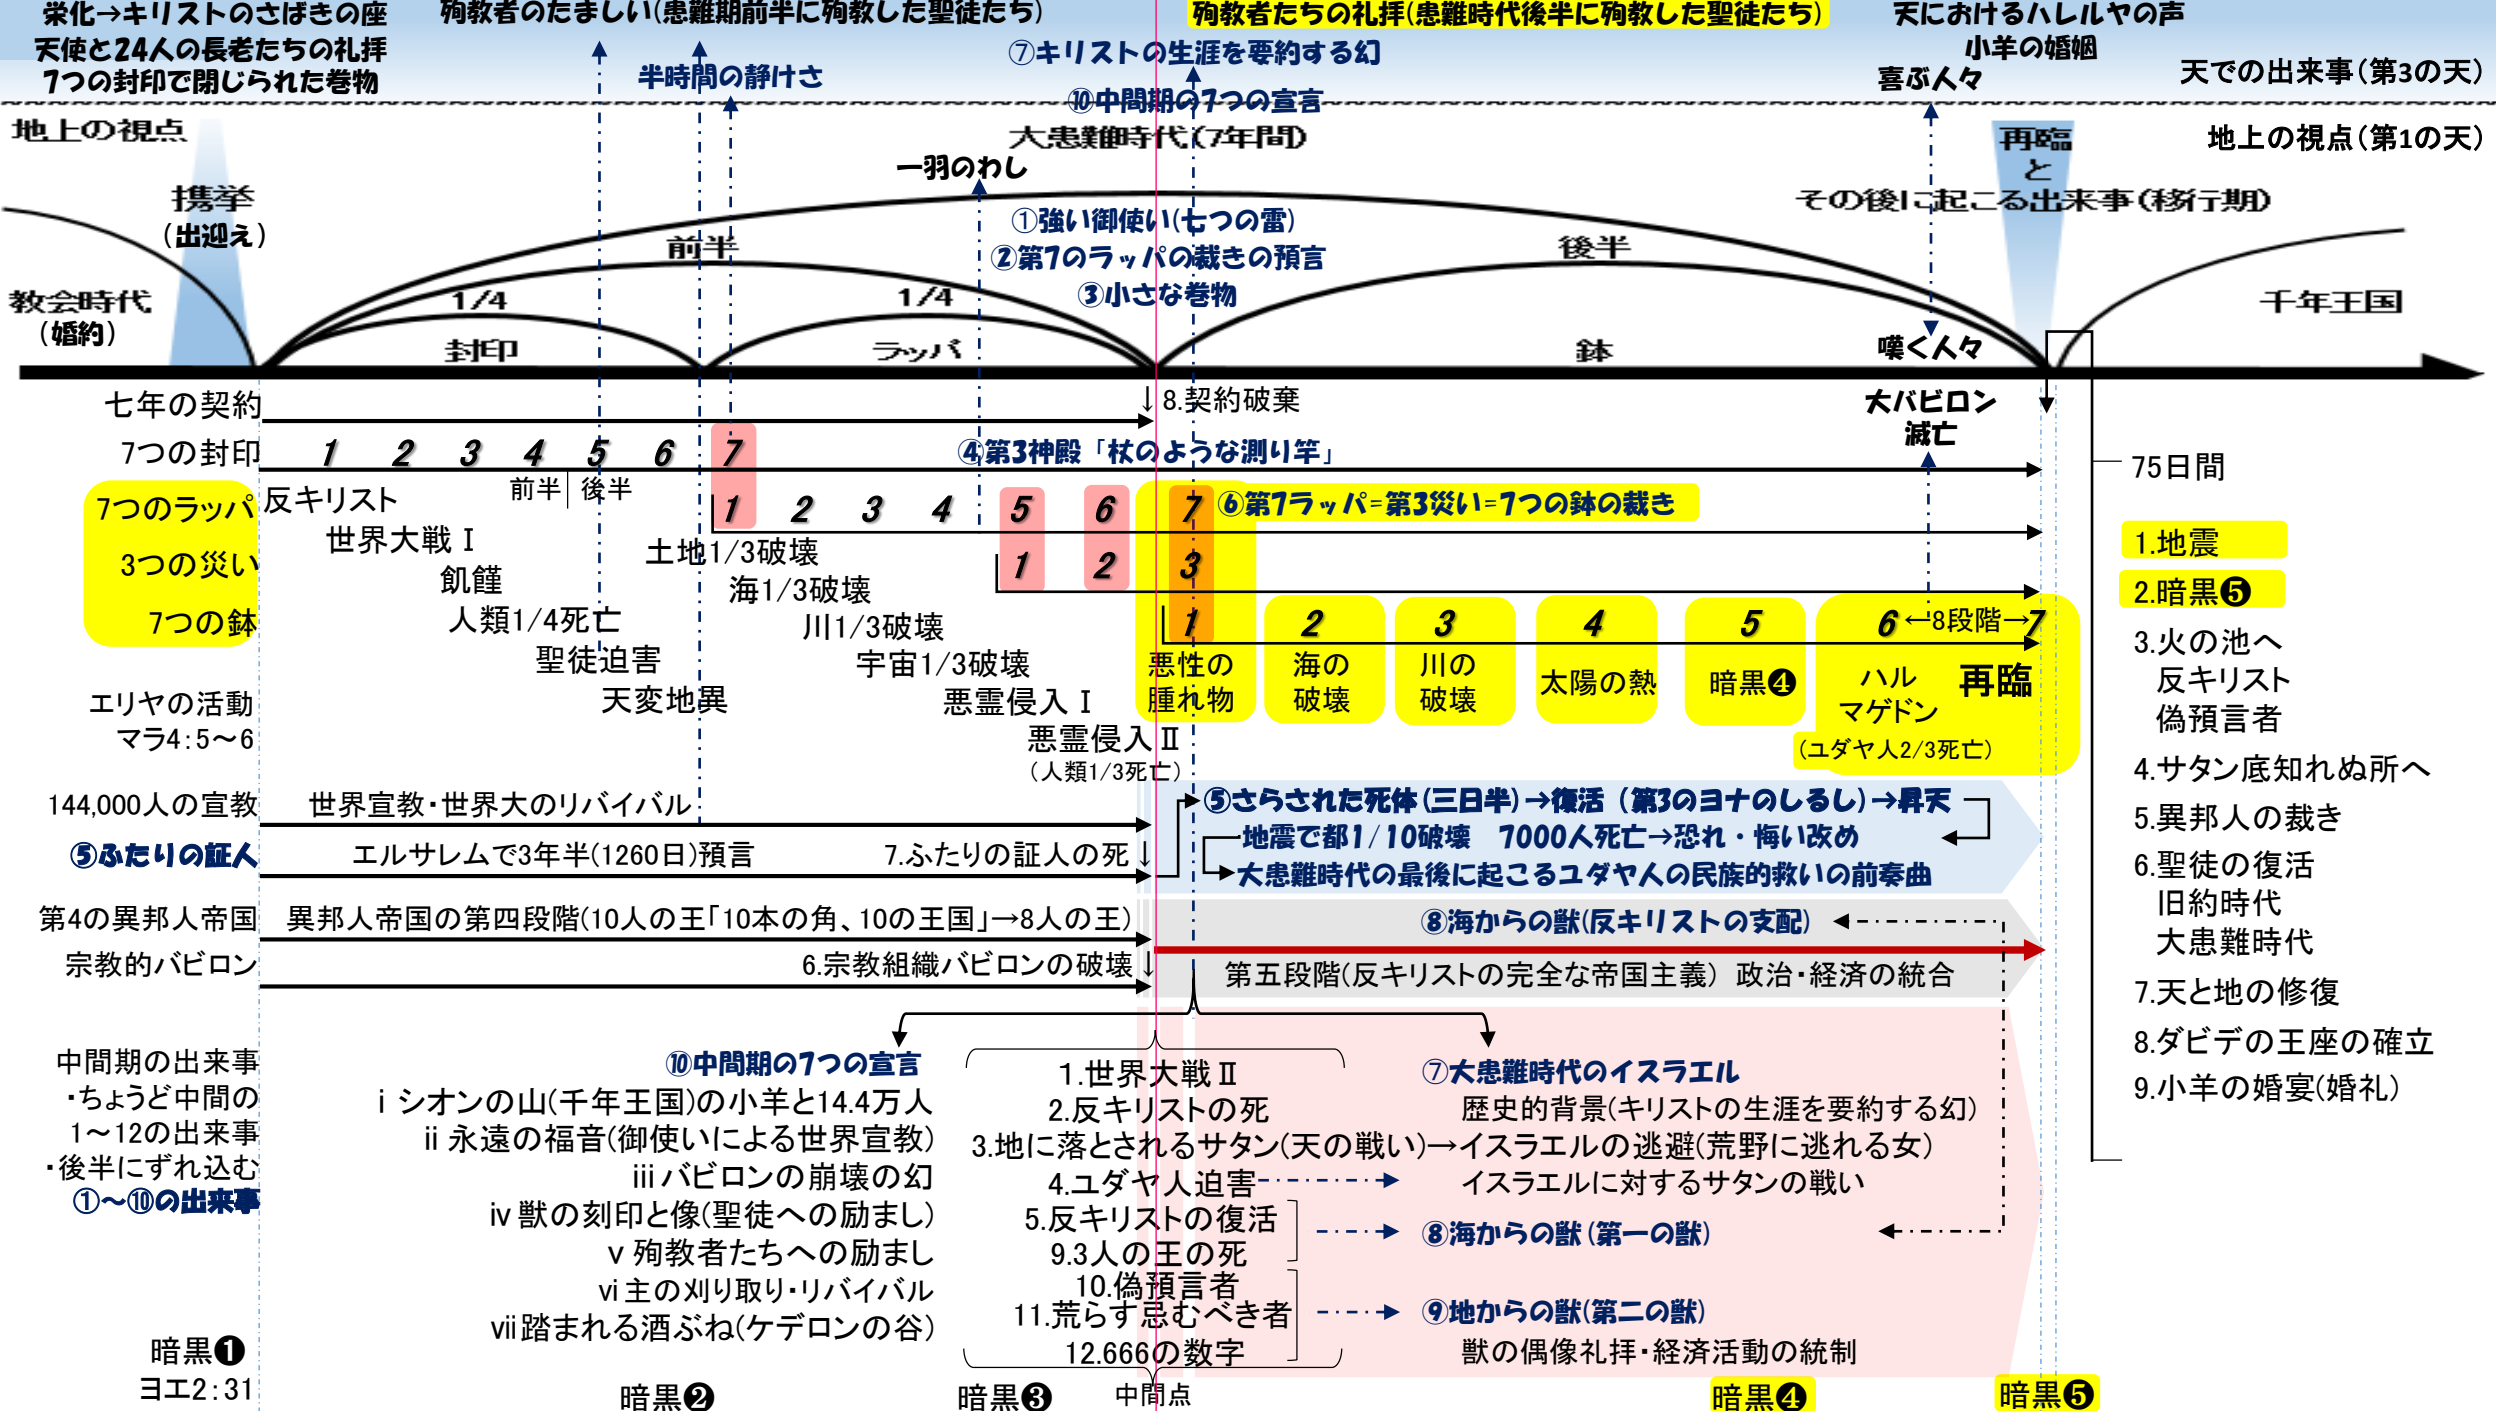 栄化→キリストのさばきの座
天使と24人の長老たちの礼拝
7つの封印で閉じられた巻物
殉教者のたましい(患難期前半に殉教した聖徒たち)
半時間の静けさ
殉教者たちの礼拝(患難時代後半に殉教した聖徒たち)
⑦キリストの生涯を要約する幻
⑩中間期の7つの宣言
天におけるハレルヤの声
小羊の婚姻
喜ぶ人々
天での出来事(第3の天)
地上の視点
大患難時代(7年間)
再臨
と
その後に起こる出来事(移行期)
地上の視点(第1の天)
携挙
(出迎え)
一羽のわし
①強い御使い(七つの雷)
②第7のラッパの裁きの預言
③小さな巻物
前半
後半
教会時代
(婚約)
1/4
1/4
千年王国
封印
ラッパ
鉢
嘆く人々
七年の契約
↓8.契約破棄
大バビロン
滅亡
7つの封印
1 2 3 4 5 6 7
④第3神殿「杖のような測り竿」
75日間
前半
後半
7つのラッパ
反キリスト
1 2 3 4 5 6 7
⑥第7ラッパ=第3災い=7つの鉢の裁き
世界大戦Ⅰ
土地1/3破壊
1.地震
3つの災い
1 2 3
飢饉
海1/3破壊
2.暗黒❺
7つの鉢
人類1/4死亡
川1/3破壊
1 2 3 4 5 6 ←8段階→7
聖徒迫害
宇宙1/3破壊
悪性の
腫れ物
海の
破壊
川の
破壊
太陽の熱
暗黒❹
ハル
マゲドン
再臨
(ユダヤ人2/3死亡)
3.火の池へ
反キリスト
偽預言者
エリヤの活動
マラ4:5～6
天変地異
悪霊侵入Ⅰ
悪霊侵入Ⅱ
(人類1/3死亡)
4.サタン底知れぬ所へ
144,000人の宣教
世界宣教・世界大のリバイバル
⑤さらされた死体(三日半)→復活(第3のヨナのしるし)→昇天
地震で都1/10破壊 7000人死亡→恐れ・悔い改め
大患難時代の最後に起こるユダヤ人の民族的救いの前奏曲
5.異邦人の裁き
⑤ふたりの証人
エルサレムで3年半(1260日)預言
7.ふたりの証人の死↓
6.聖徒の復活
旧約時代
大患難時代
第4の異邦人帝国
異邦人帝国の第四段階(10人の王「10本の角、10の王国」→8人の王)
⑧海からの獣(反キリストの支配)
宗教的バビロン
6.宗教組織バビロンの破壊↓
第五段階(反キリストの完全な帝国主義) 政治・経済の統合
7.天と地の修復
8.ダビデの王座の確立
9.小羊の婚宴(婚礼)
中間期の出来事
・ちょうど中間の
1～12の出来事
・後半にずれ込む
①～⑩の出来事
⑩中間期の7つの宣言
ⅰ シオンの山(千年王国)の小羊と14.4万人
ⅱ 永遠の福音(御使いによる世界宣教)
ⅲ バビロンの崩壊の幻
ⅳ 獣の刻印と像(聖徒への励まし)
ⅴ 殉教者たちへの励まし
ⅵ 主の刈り取り・リバイバル
ⅶ 踏まれる酒ぶね(ケデロンの谷)
1.世界大戦Ⅱ
2.反キリストの死
3.地に落とされるサタン(天の戦い)→イスラエルの逃避(荒野に逃れる女)
4.ユダヤ人迫害
5.反キリストの復活
9.3人の王の死
10.偽預言者
11.荒らす忌むべき者
12.666の数字
⑦大患難時代のイスラエル
歴史的背景(キリストの生涯を要約する幻)
イスラエルに対するサタンの戦い
⑧海からの獣(第一の獣)
⑨地からの獣(第二の獣)
獣の偶像礼拝・経済活動の統制
暗黒❶
ヨエ2:31
暗黒❷
暗黒❸
中間点
暗黒❹
暗黒❺